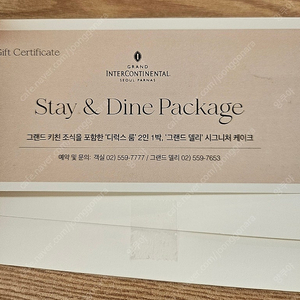 Gift Certificate
GRAND
INTERCONTINENTAL
SEOUL PARNAS
Stay & Dine Package
그랜드 키친 조식을 포함한 '디럭스 룸' 2인 1박, '그랜드 델리' 시그니처 케이크
예약 및 문의: 객실 02) 559-7777 / 그랜드 델리 02) 559-7653